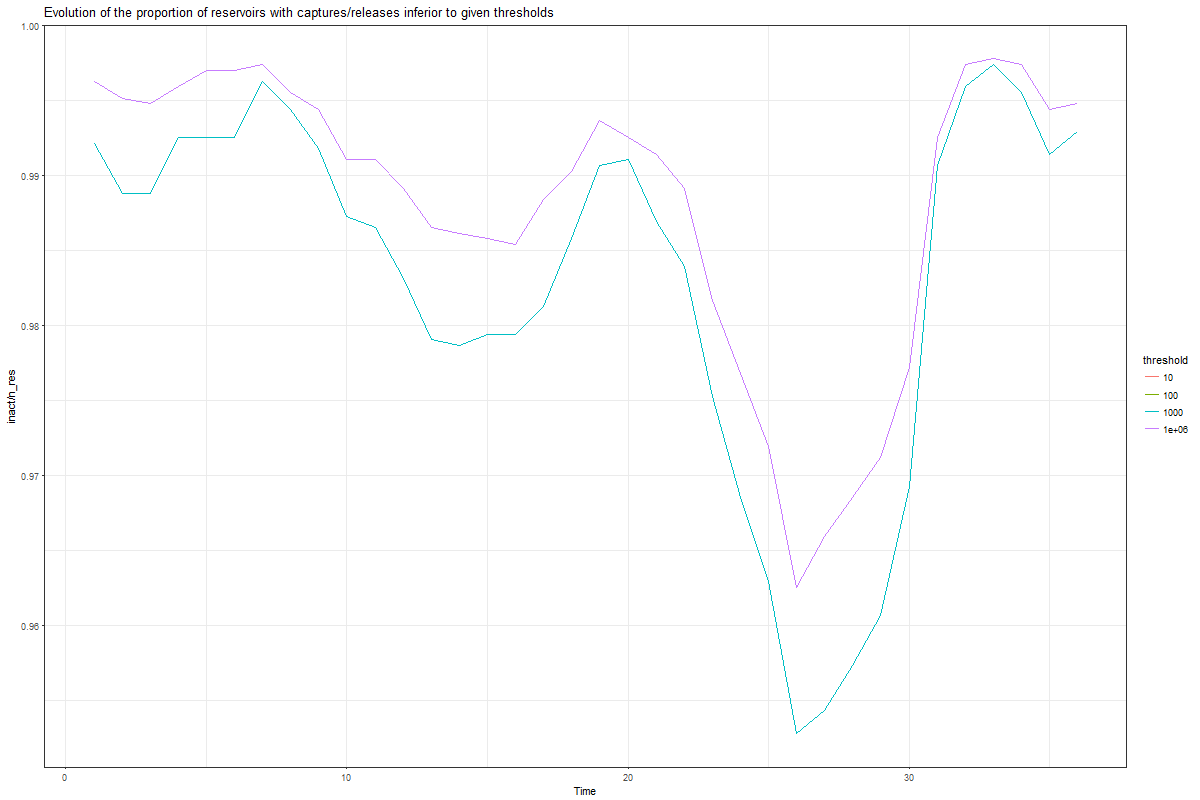 Evolution of the proportion of reservoirs with captures/releases inferior to given thresholds
1.00
0.99
0.98
0.97
0.96
inact/n_res
0
10
20
30
Time
threshold
10
100
1000
1e+06